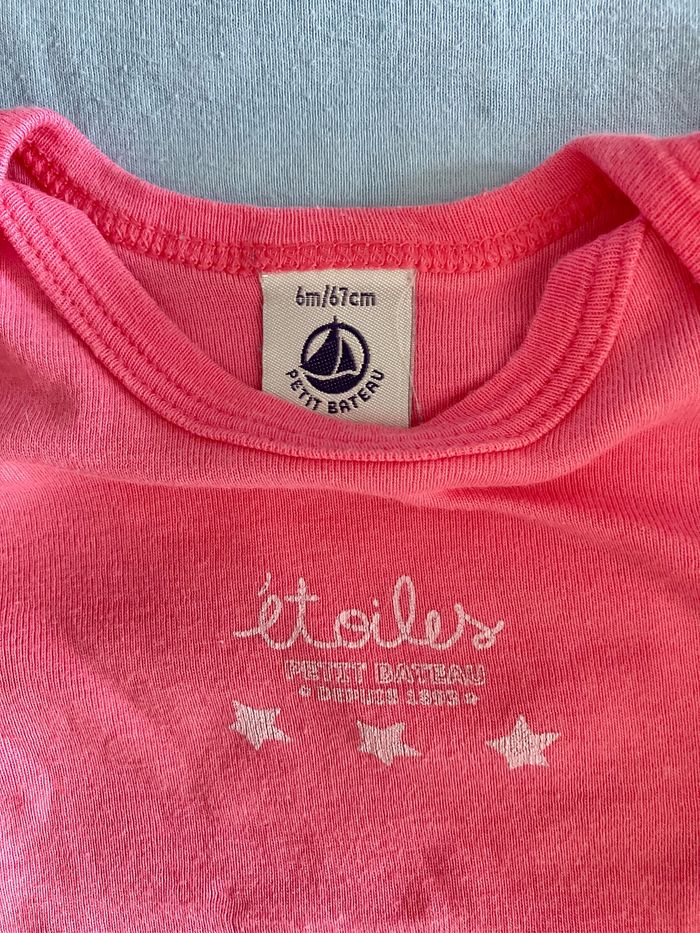 6m/67cm
PETIT BATEAU
étoiles
PETIT BATEAU
DEPUIS 1893